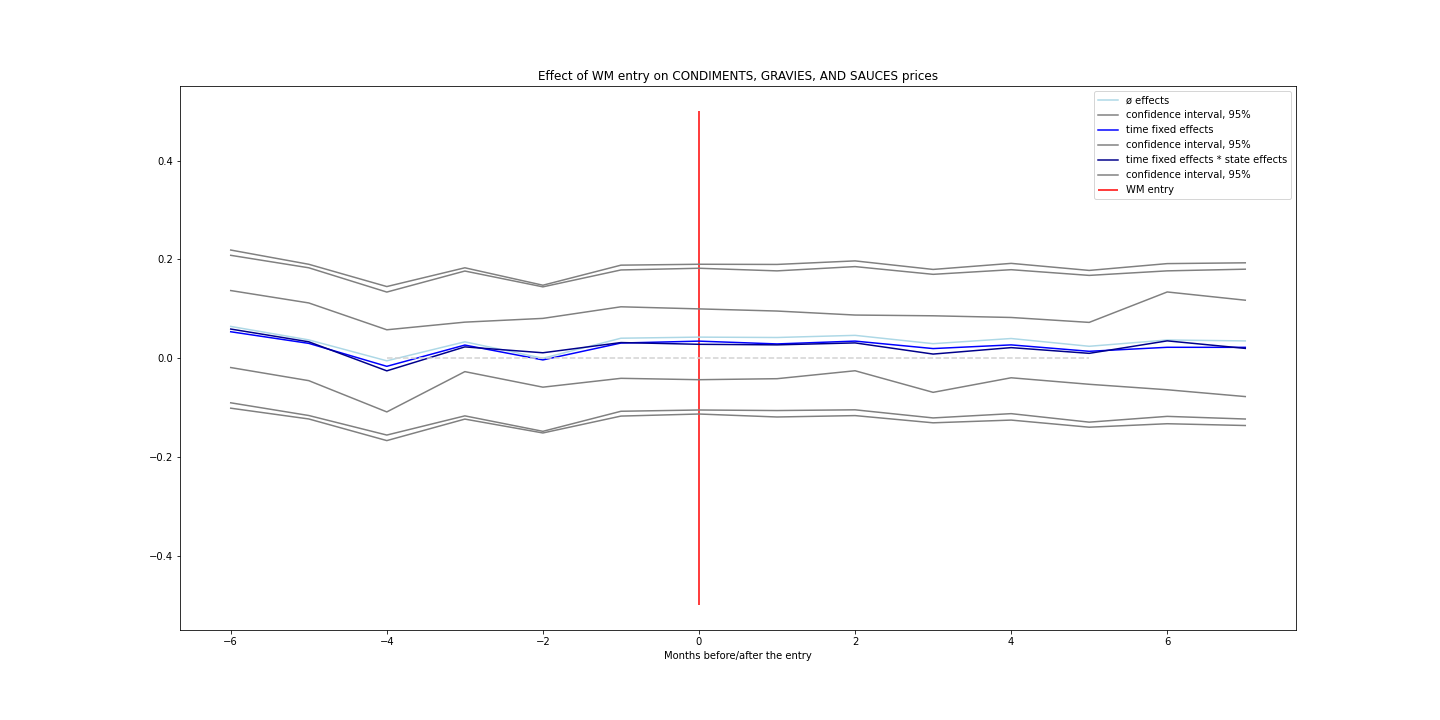 Effect of WM entry on CONDIMENTS, GRAVIES, AND SAUCES prices
ø effects
confidence interval, 95%
time fixed effects
confidence interval, 95%
time fixed effects * state effects
confidence interval, 95%
WM entry
0.4
0.2
0.0
−0.2
−0.4
−6
−4
−2
0
2
4
6
Months before/after the entry